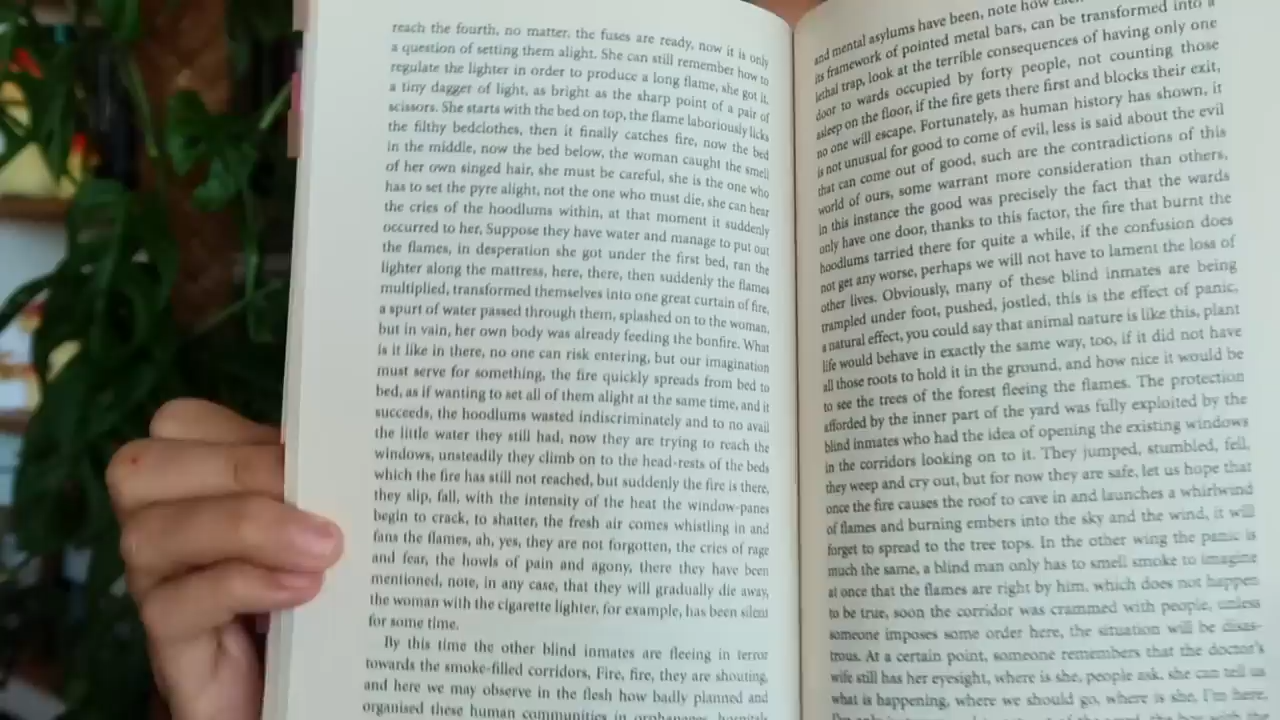 reach the fourth, no matter, the fuses are ready, now it is only
a question of setting them alight. She can still remember how to
regulate the lighter in order to produce a long flame, she got it,
a tiny dagger of light, as bright as the sharp point of a pair of
scissors. She starts with the bed on top, the flame laboriously licks
the filthy bedclothes, then it finally catches fire, now the bed
in the middle, now the bed below, the woman caught the smell
of her own singed hair, she must be careful, she is the one who
has to set the pyre alight, not the one who must die, she can hear
the cries of the hoodlums within, at that moment it suddenly
occurred to her, Suppose they have water and manage to put out
the flames, in desperation she got under the first bed, ran the
lighter along the mattress, here, there, then suddenly the flames
multiplied, transformed themselves into one great curtain of fire,
a spurt of water passed through them, splashed on to the woman,
but in vain, her own body was already feeding the bonfire. What
is it like in there, no one can risk entering, but our imagination
must serve for something, the fire quickly spreads from bed to
bed, as if wanting to set all of them alight at the same time, and it
succeeds, the hoodlums wasted indiscriminately and to no avail
the little water they still had, now they are trying to reach the
windows, unsteadily they climb on to the head-rests of the beds
which the fire has still not reached, but suddenly the fire is there,
they slip, fall, with the intensity of the heat the window-panes
begin to crack, to shatter, the fresh air comes whistling in and
fans the flames, ah, yes, they are not forgotten, the cries of rage
and fear, the howls of pain and agony, there they have been
mentioned, note, in any case, that they will gradually die away,
the woman with the cigarette lighter, for example, has been silent
for some time.
By this time the other blind inmates are fleeing in terror
towards the smoke-filled corridors, Fire, fire, they are shouting,
and here we may observe in the flesh how badly planned and
organised these human communities in orphanages, hospitals
and mental asylums have been, note how
its framework of pointed metal bars, can be transformed into a
lethal trap, look at the terrible consequences of having only one
door to wards occupied by forty people, not counting those
asleep on the floor, if the fire gets there first and blocks their exit,
no one will escape. Fortunately, as human history has shown, it
is not unusual for good to come of evil, less is said about the evil
that can come out of good, such are the contradictions of this
world of ours, some warrant more consideration than others,
in this instance the good was precisely the fact that the wards
only have one door, thanks to this factor, the fire that burnt the
hoodlums tarried there for quite a while, if the confusion does
not get any worse, perhaps we will not have to lament the loss of
other lives. Obviously, many of these blind inmates are being
trampled under foot, pushed, jostled, this is the effect of panic,
a natural effect, you could say that animal nature is like this, plant
life would behave in exactly the same way, too, if it did not have
all those roots to hold it in the ground, and how nice it would be
to see the trees of the forest fleeing the flames. The protection
afforded by the inner part of the yard was fully exploited by the
blind inmates who had the idea of opening the existing windows
in the corridors looking on to it. They jumped, stumbled, fell,
they weep and cry out, but for now they are safe, let us hope that
once the fire causes the roof to cave in and launches a whirlwind
of flames and burning embers into the sky and the wind, it will
forget to spread to the tree tops. In the other wing the panic is
much the same, a blind man only has to smell smoke to imagine
at once that the flames are right by him, which does not happen
to be true, soon the corridor was crammed with people, unless
someone imposes some order here, the situation will be disas-
trous. At a certain point, someone remembers that the doctor's
wife still has her eyesight, where is she, people ask, she can tell us
what is happening, where we should go, where is she, I'm here,